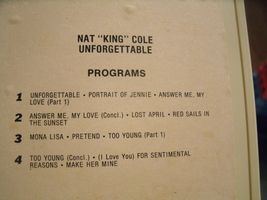 NAT "KING" COLE
UNFORGETTABLE
PROGRAMS
1 UNFORGETTABLE • PORTRAIT OF JENNIE • ANSWER ME, MY
LOVE (Part 1)
2 ANSWER ME, MY LOVE (Concl.) • LOST APRIL • RED SAILS IN
THE SUNSET
3 MONA LISA • PRETEND • TOO YOUNG (Part 1)
4 TOO YOUNG (Concl.) • (I Love You) FOR SENTIMENTAL
REASONS • MAKE HER MINE